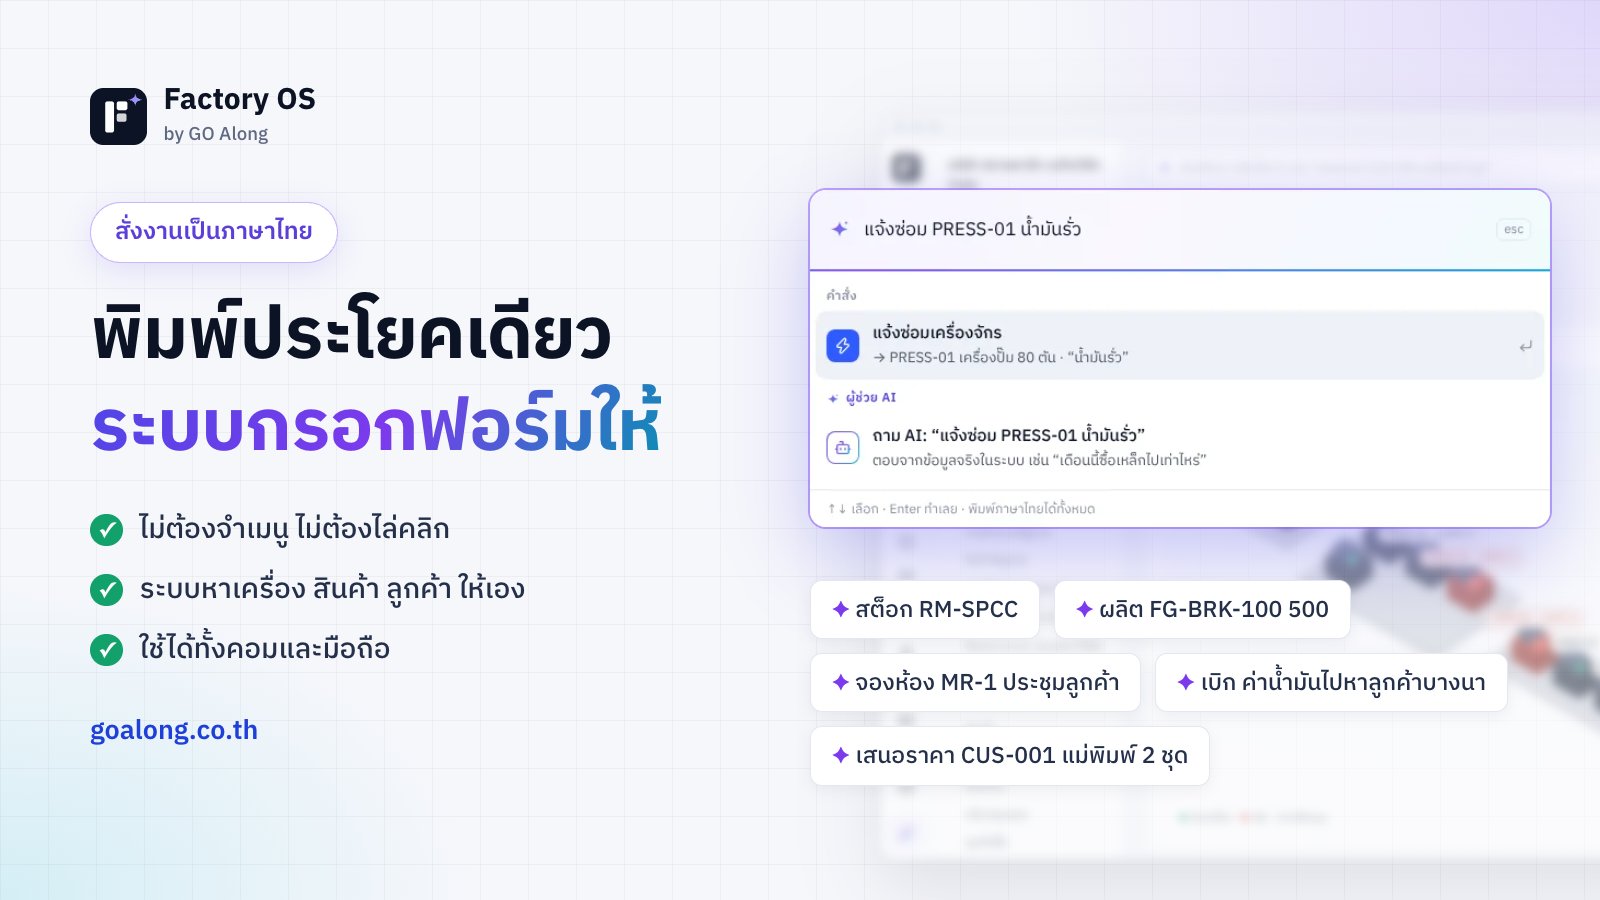 Factory OS
by GO Along
สั่งงานเป็นภาษาไทย
พิมพ์ประโยคเดียว
ระบบกรอกฟอร์มให้
ไม่ต้องจำเมนู ไม่ต้องไล่คลิก
ระบบหาเครื่อง สินค้า ลูกค้า ให้เอง
ใช้ได้ทั้งคอมและมือถือ
goalong.co.th
แจ้งซ่อม PRESS-01 น้ำมันรั่ว
esc
คำสั่ง
แจ้งซ่อมเครื่องจักร
→ PRESS-01 เครื่องปั๊ม 80 ตัน · “น้ำมันรั่ว”
ผู้ช่วย AI
ถาม AI: “แจ้งซ่อม PRESS-01 น้ำมันรั่ว”
ตอบจากข้อมูลจริงในระบบ เช่น “เดือนนี้ซื้อเหล็กไปเท่าไหร่”
↑↓ เลือก · Enter ทำเลย · พิมพ์ภาษาไทยได้ทั้งหมด
สต็อก RM-SPCC
ผลิต FG-BRK-100 500
จองห้อง MR-1 ประชุมลูกค้า
เบิก ค่าน้ำมันไปหาลูกค้าบางนา
เสนอราคา CUS-001 แม่พิมพ์ 2 ชุด